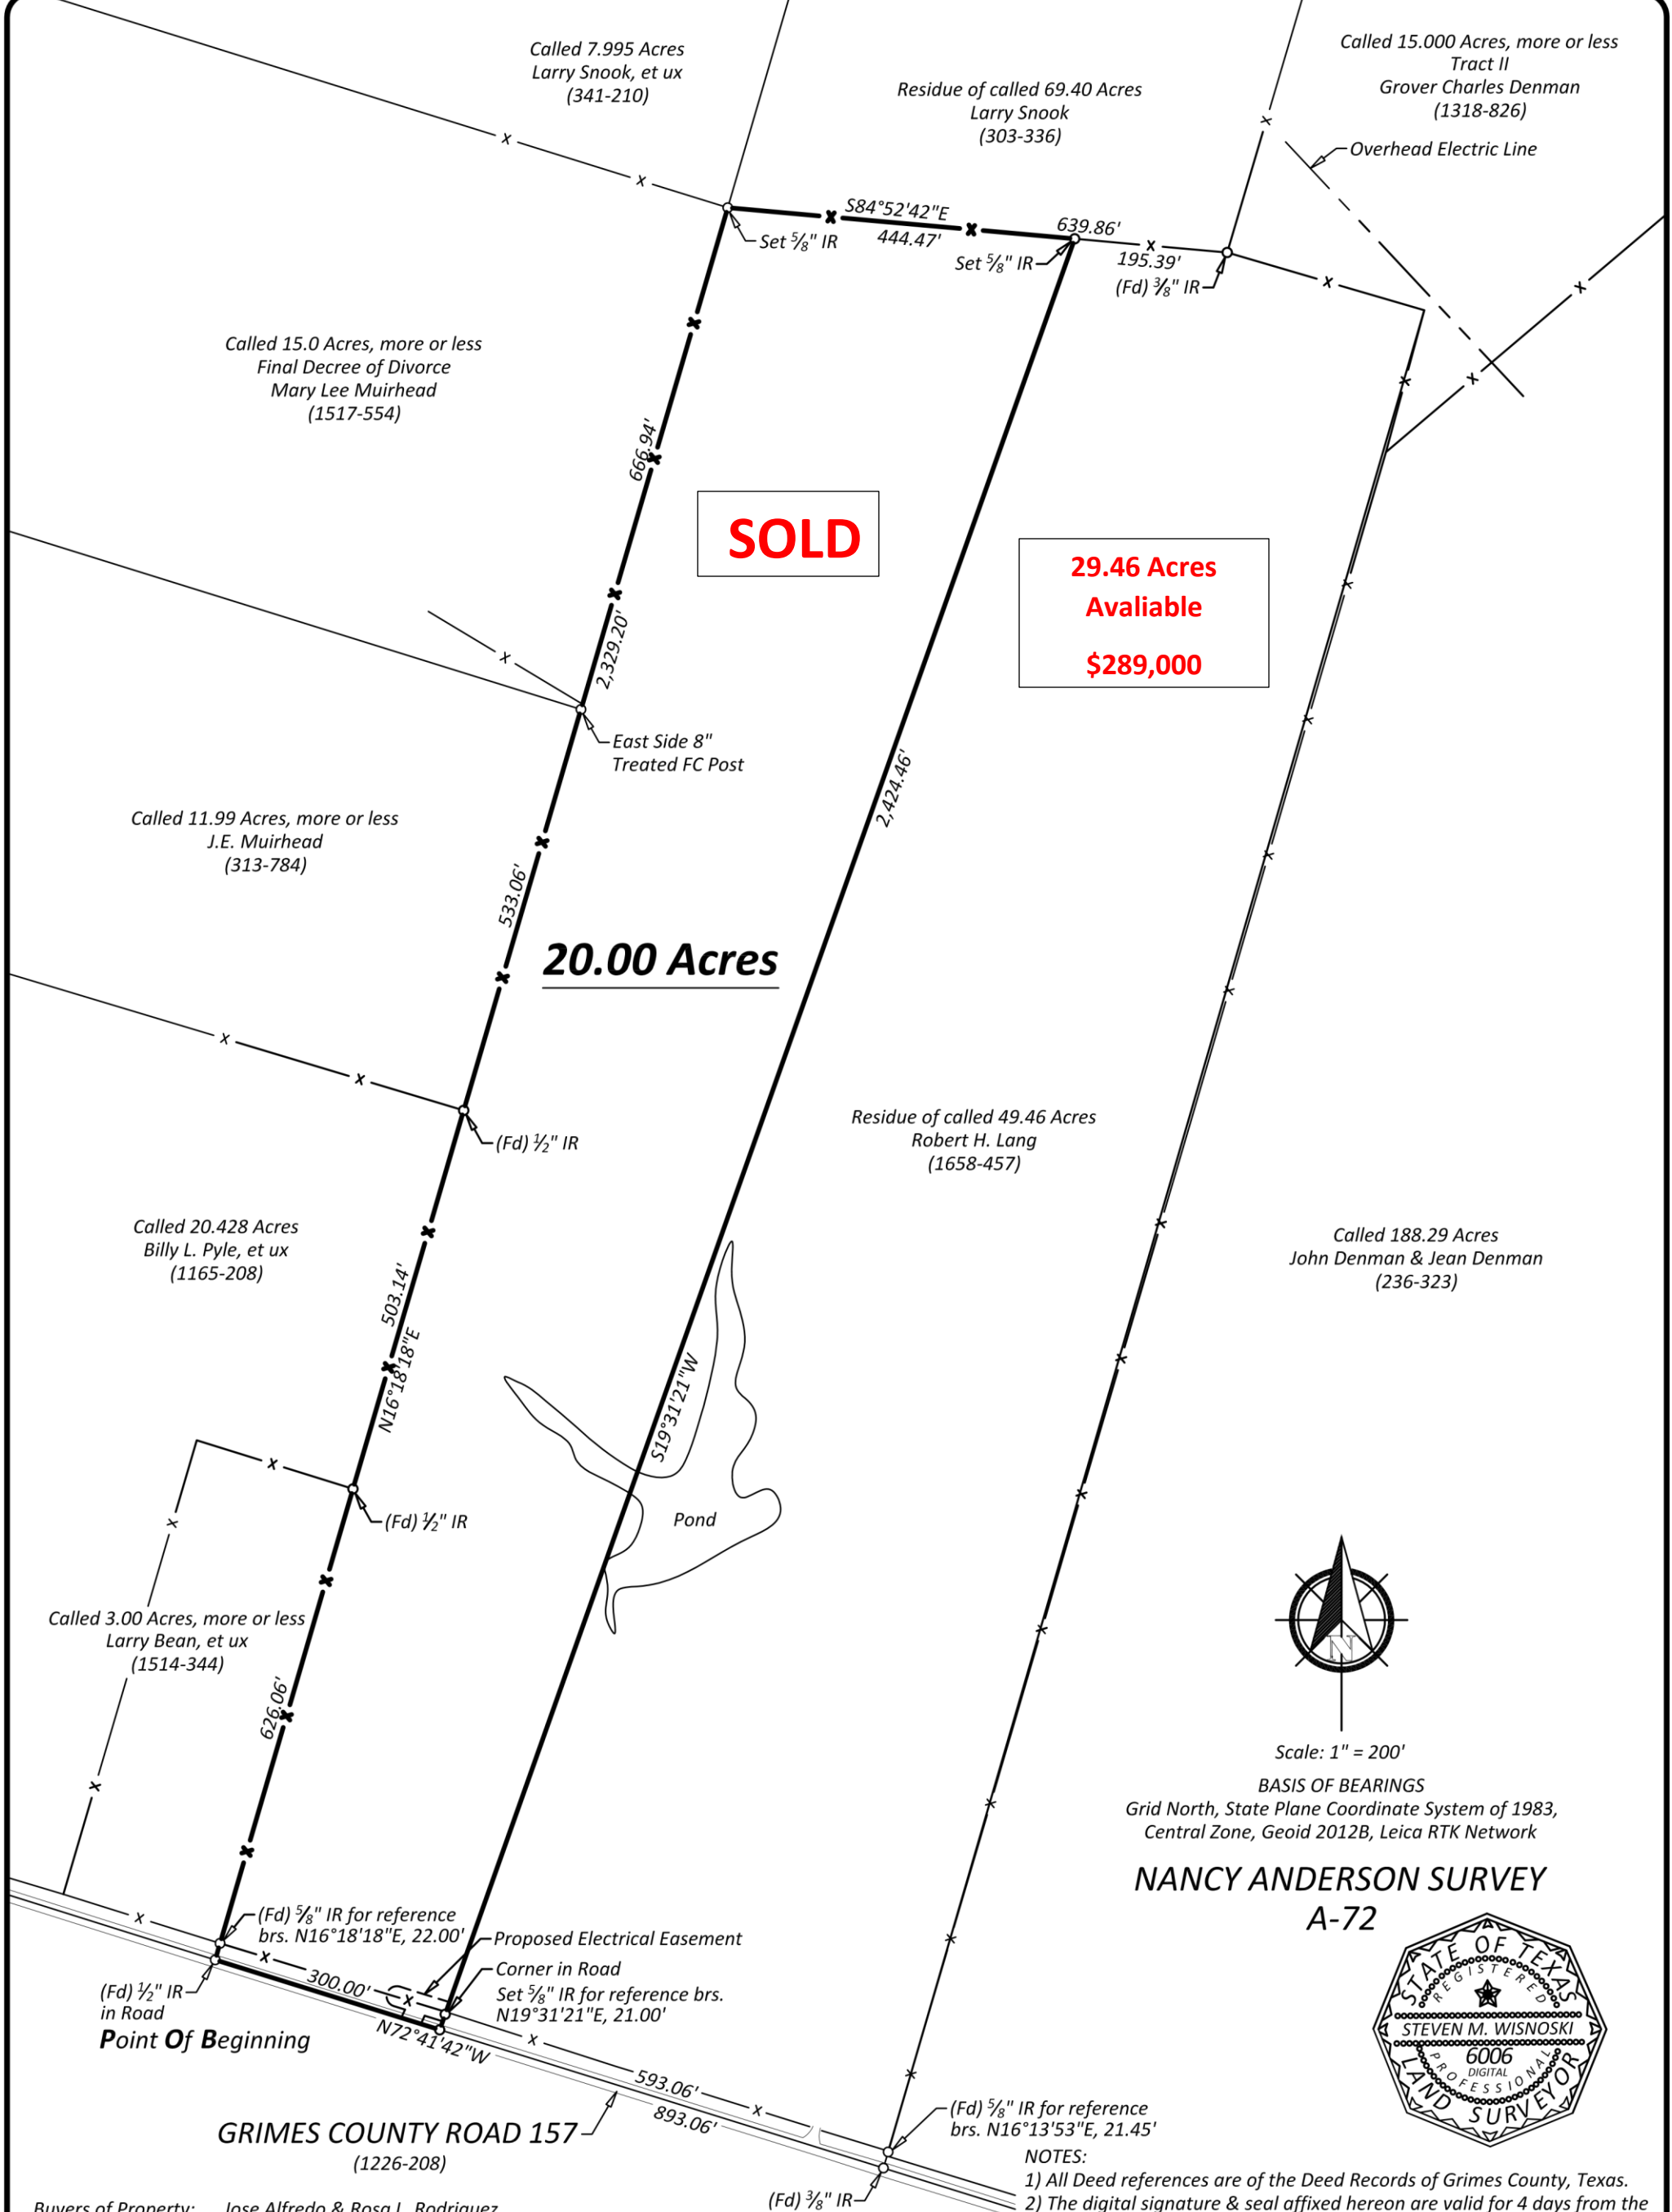 Called 7.995 Acres
Larry Snook, et ux
(341-210)
Residue of called 69.40 Acres
Larry Snook
(303-336)
Called 15.000 Acres, more or less
Tract II
Grover Charles Denman
(1318-826)
Overhead Electric Line
S84°52'42"E
444.47'
639.86'
195.39'
Set 5/8" IR
Set 5/8" IR
(Fd) 3/8" IR
Called 15.0 Acres, more or less
Final Decree of Divorce
Mary Lee Muirhead
(1517-554)
666.94'
SOLD
29.46 Acres
Avaliable
$289,000
2,329.20'
East Side 8"
Treated FC Post
2,424.46'
Called 11.99 Acres, more or less
J.E. Muirhead
(313-784)
533.06'
20.00 Acres
(Fd) 1/2" IR
Residue of called 49.46 Acres
Robert H. Lang
(1658-457)
Called 20.428 Acres
Billy L. Pyle, et ux
(1165-208)
Called 188.29 Acres
John Denman & Jean Denman
(236-323)
503.14'
N16°18'18"E
S19°31'21"W
(Fd) 1/2" IR
Pond
Called 3.00 Acres, more or less
Larry Bean, et ux
(1514-344)
626.06'
N
Scale: 1" = 200'
BASIS OF BEARINGS
Grid North, State Plane Coordinate System of 1983,
Central Zone, Geoid 2012B, Leica RTK Network
NANCY ANDERSON SURVEY
A-72
(Fd) 5/8" IR for reference
brs. N16°18'18"E, 22.00'
Proposed Electrical Easement
Corner in Road
Set 5/8" IR for reference brs.
N19°31'21"E, 21.00'
300.00'
(Fd) 1/2" IR
in Road
Point Of Beginning
N72°41'42"W
593.06'
893.06'
STATE OF TEXAS
REGISTERED
STEVEN M. WISNOSKI
6006
DIGITAL
PROFESSIONAL
LAND SURVEYOR
GRIMES COUNTY ROAD 157
(1226-208)
(Fd) 5/8" IR for reference
brs. N16°13'53"E, 21.45'
(Fd) 3/8" IR
NOTES:
1) All Deed references are of the Deed Records of Grimes County, Texas.
2) The digital signature & seal affixed hereon are valid for 4 days from the
Buyers of Property: Jose Alfredo & Rosa L. Rodriguez